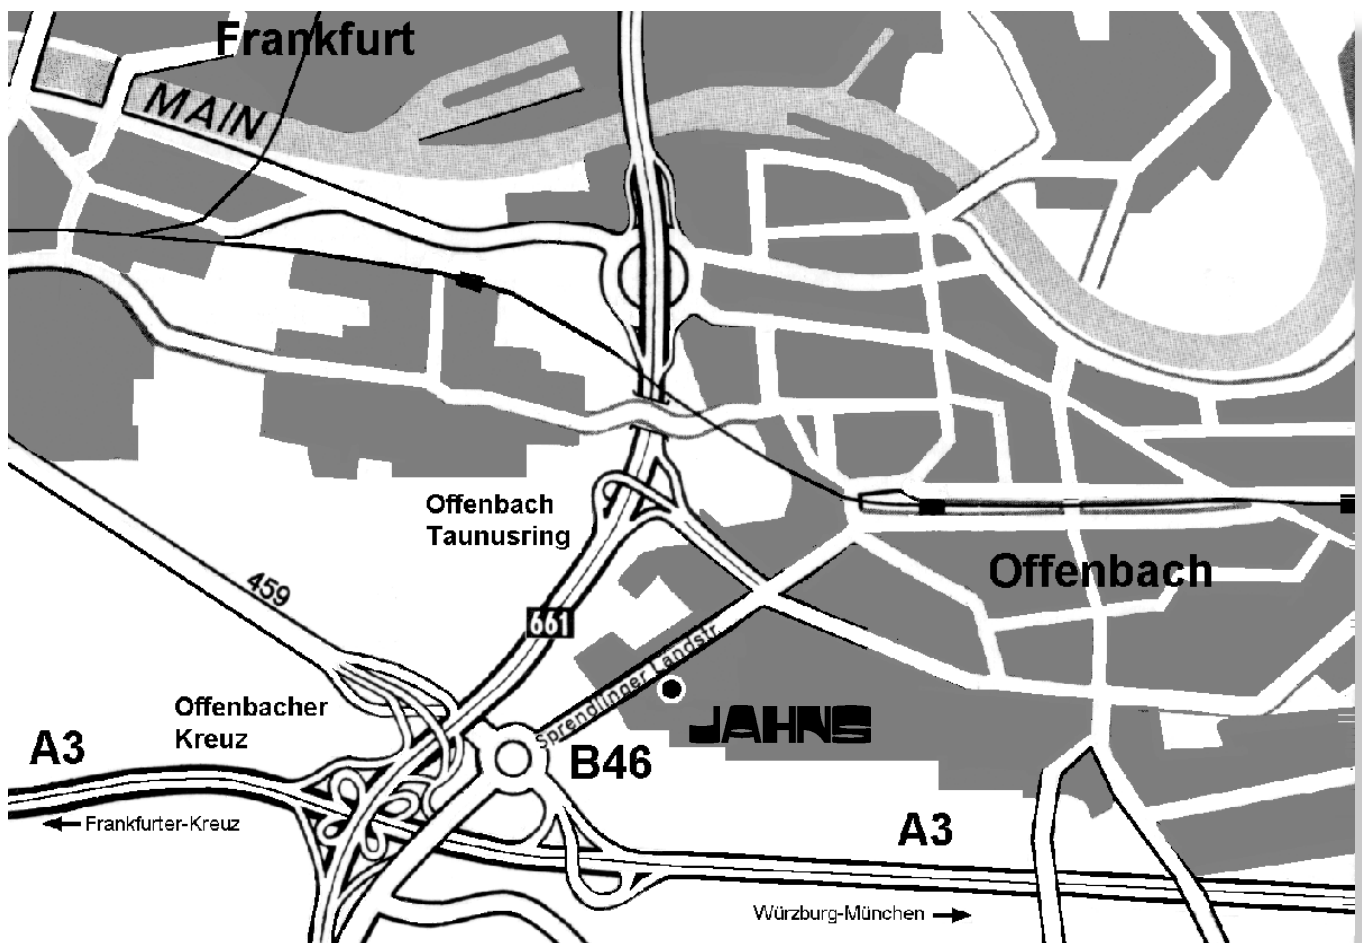 Frankfurt
MAIN
Offenbach
Taunusring
Offenbach
459
661
Sprendlinger Landstr.
Offenbacher
Kreuz
JAHNS
A3
B46
Frankfurter-Kreuz
A3
Würzburg-München